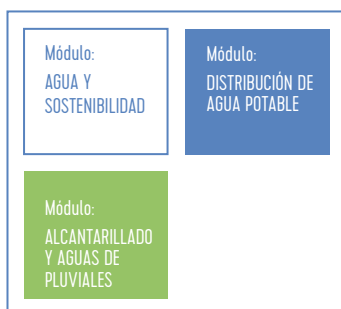 Módulo:
AGUA Y
SOSTENIBILIDAD
Módulo:
DISTRIBUCIÓN DE
AGUA POTABLE
Módulo:
ALCANTARILLADO
Y AGUAS DE
PLUVIALES